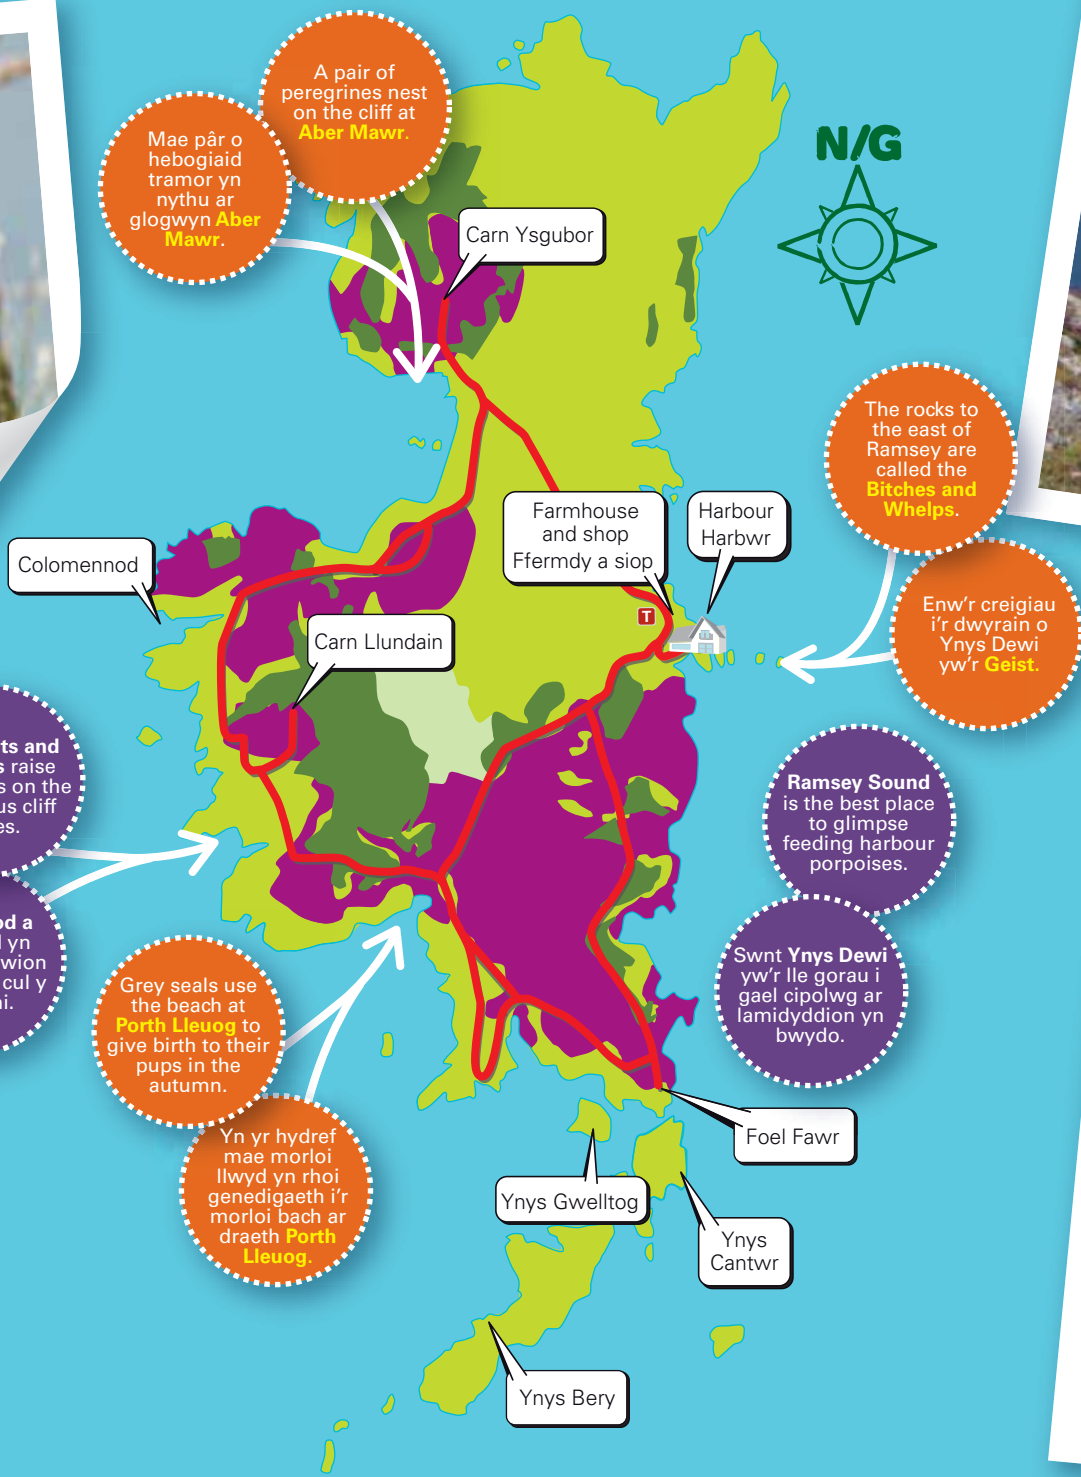 A pair of
peregrines nest
on the cliff at
Aber Mawr.
Mae pâr o
hebogiaid
tramor yn
nythu ar
glogwyn Aber
Mawr.
N/G
Carn Ysgubor
The rocks to
the east of
Ramsey are
called the
Bitches and
Whelps.
Enw'r creigiau
i'r dwyrain o
Ynys Dewi
yw'r Geist.
Farmhouse
and shop
Ffermdy a siop
Harbour
Harbwr
T
Colomennod
Carn Llundain
and
raise
on the
cliff
Ramsey Sound
is the best place
to glimpse
feeding harbour
porpoises.
a
yn
cul y
Swnt Ynys Dewi
yw'r lle gorau i
gael cipolwg ar
lamidyddion yn
bwydo.
Grey seals use
the beach at
Porth Lleuog to
give birth to their
pups in the
autumn.
Yn yr hydref
mae morloi
llwyd yn rhoi
genedigaeth i'r
morloi bach ar
draeth Porth
Lleuog.
Foel Fawr
Ynys Gwelltog
Ynys
Cantwr
Ynys Bery